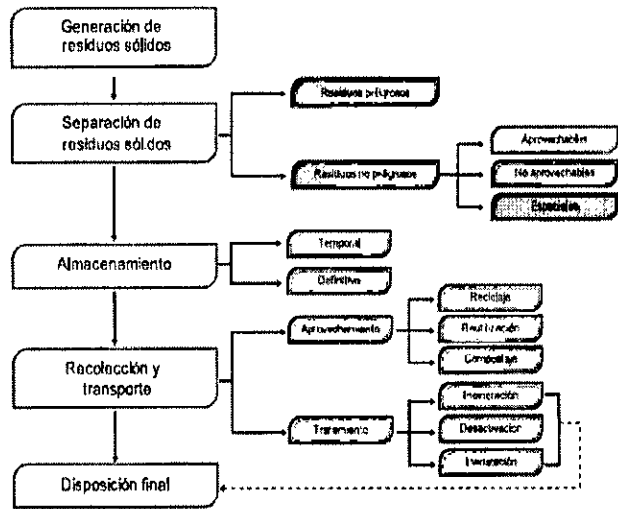 Generación de
residuos sólidos
Separación de
residuos sólidos
Residuos peligrosos
Residuos no peligrosos
Aprovechables
No aprovechables
Especiales
Almacenamiento
Temporal
Definitivo
Recolección y
transporte
Aprovechamiento
Reciclaje
Reutilización
Compostaje
Tratamiento
Incineración
Desactivación
Disposición final